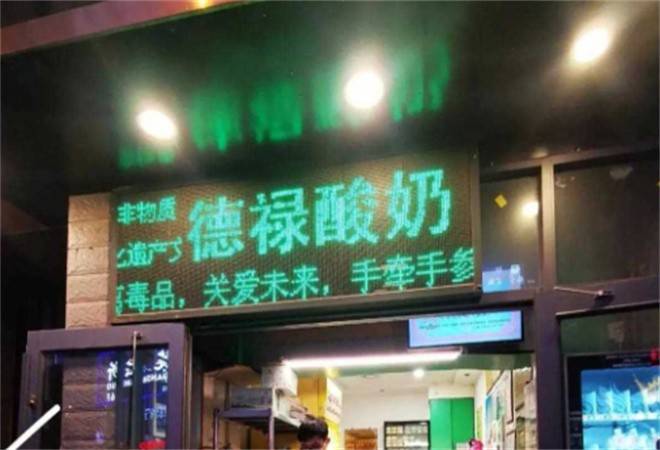 非物质
遗产
德禄酸奶
毒品，关爱未来，手牵手参